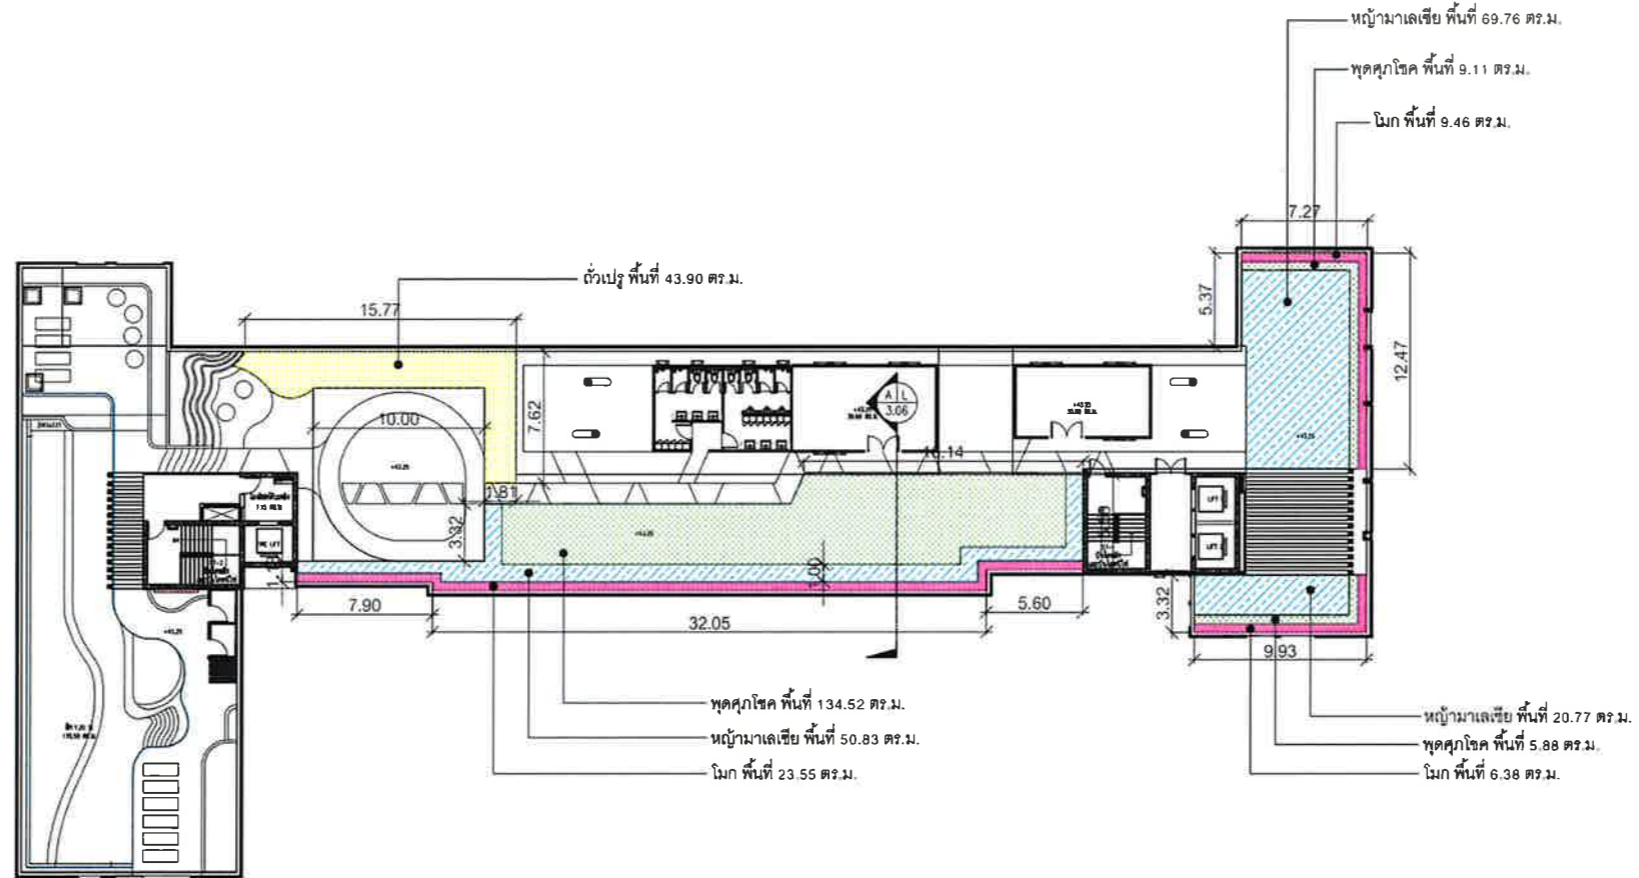 หญ้ามาเลเซีย พื้นที่ 69.76 ตร.ม.
พุดศุภโชค พื้นที่ 9.11 ตร.ม.
โมก พื้นที่ 9.46 ตร.ม.
7.27
ถั่วเปรู พื้นที่ 43.90 ตร.ม.
15.77
5.37
12.47
10.00
7.62
A L
3.06
16.14
1.81
3.32
LIFT
LIFT
1.00
7.90
32.05
5.60
3.32
9.93
พุดศุภโชค พื้นที่ 134.52 ตร.ม.
หญ้ามาเลเซีย พื้นที่ 50.83 ตร.ม.
โมก พื้นที่ 23.55 ตร.ม.
หญ้ามาเลเซีย พื้นที่ 20.77 ตร.ม.
พุดศุภโชค พื้นที่ 5.88 ตร.ม.
โมก พื้นที่ 6.38 ตร.ม.